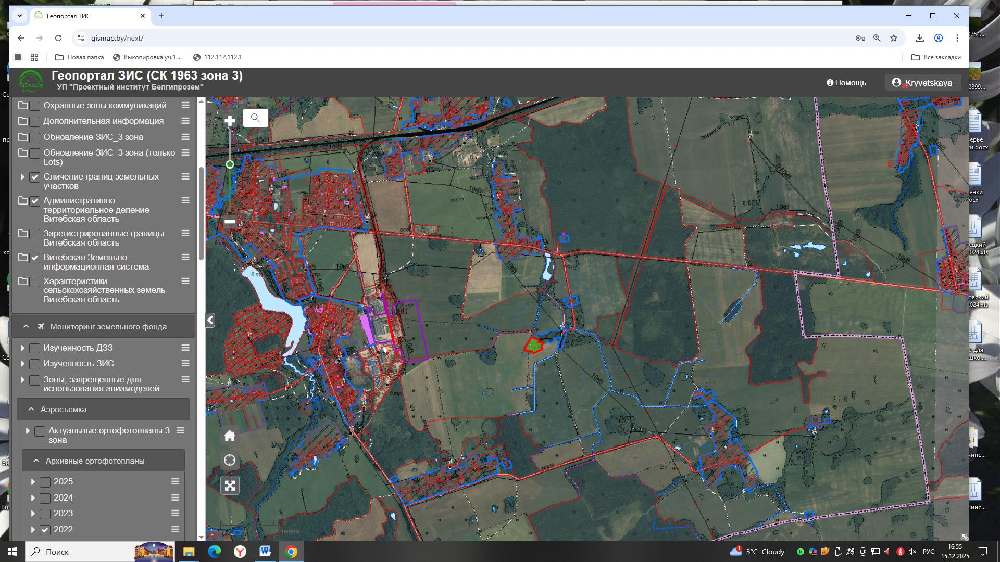 Геопортал ЗИС
gismap.by/next/
Новая папка
Выкопировка уч.1....
112.112.112.1
Все закладки
Геопортал ЗИС (СК 1963 зона 3)
УП "Проектный институт Белгипрозем"
Помощь
Kryvetskaya
Охранные зоны коммуникаций
Дополнительная информация
Обновление ЗИС_3 зона
Обновление ЗИС_3 зона (только
Lots)
Сличение границ земельных
участков
Административно-
территориальное деление
Витебская область
Зарегистрированные границы
Витебская область
Витебская Земельно-
информационная система
Характеристики
сельскохозяйственных земель
Витебская область
Мониторинг земельного фонда
Изученность ДЗЗ
Изученность ЗИС
Зоны, запрещенные для
использования авиамоделей
Аэросъёмка
Актуальные ортофотопланы 3
зона
Архивные ортофотопланы
2025
2024
2023
2022
35кВ
10кВ
10кВ
10кВ
10кВ
10кВ
10кВ
10кВ
10кВ
Поиск
3°C Cloudy
РУС
16:55
15.12.2025